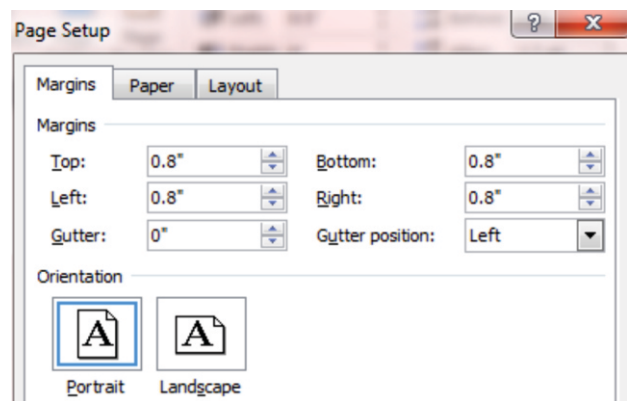 Page Setup
Margins Paper Layout
Margins
Top: 0.8" Bottom: 0.8"
Left: 0.8" Right: 0.8"
Gutter: 0" Gutter position: Left
Orientation
A A
Portrait Landscape